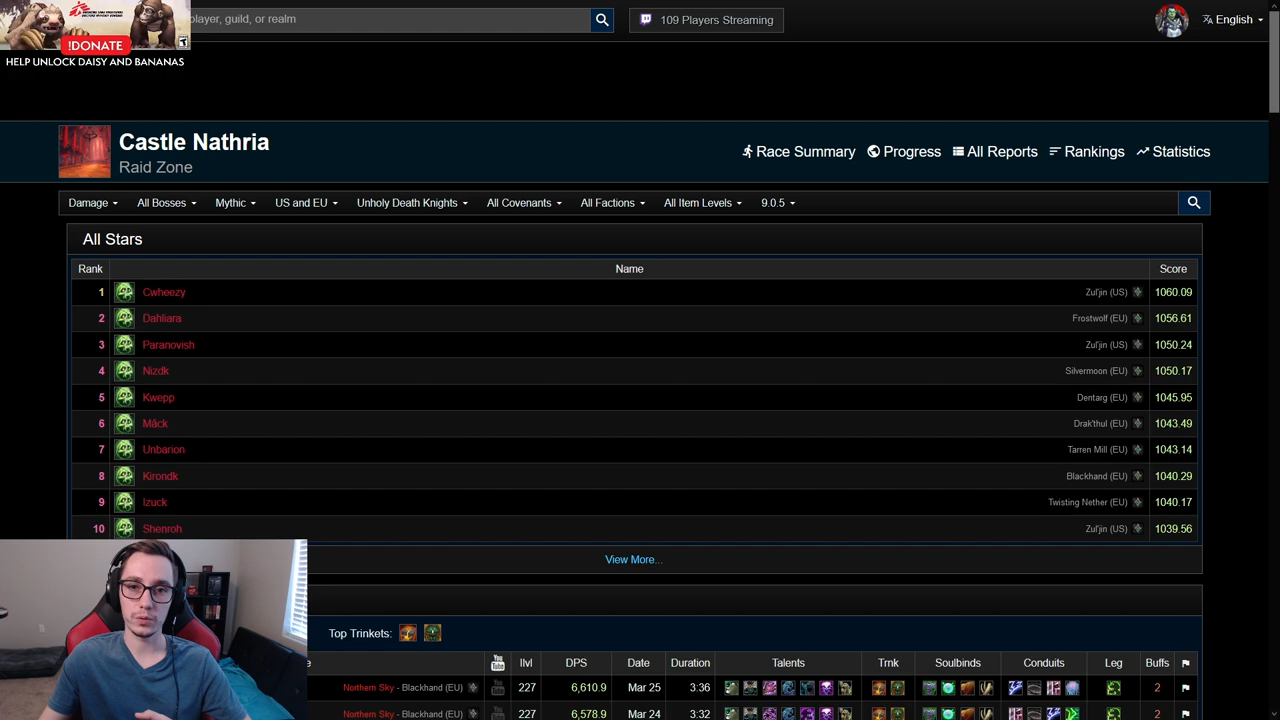 player, guild, or realm
109 Players Streaming
English
!DONATE
HELP UNLOCK DAISY AND BANANAS
Castle Nathria
Raid Zone
Race Summary
Progress
All Reports
Rankings
Statistics
Damage
All Bosses
Mythic
US and EU
Unholy Death Knights
All Covenants
All Factions
All Item Levels
9.0.5
All Stars
Rank Name Score
1 Cwheezy Zul'jin (US) 1060.09
2 Dahliara Frostwolf (EU) 1056.61
3 Paranovish Zul'jin (US) 1050.24
4 Nizdk Silvermoon (EU) 1050.17
5 Kwepp Dentarg (EU) 1045.95
6 Mâck Drak'thul (EU) 1043.49
7 Unbarion Tarren Mill (EU) 1043.14
8 Kirondk Blackhand (EU) 1040.29
9 Izuck Twisting Nether (EU) 1040.17
10 Shenroh Zul'jin (US) 1039.56
View More...
Top Trinkets:
Ilvl DPS Date Duration Talents Trnk Soulbinds Conduits Leg Buffs
Northern Sky - Blackhand (EU) 227 6,610.9 Mar 25 3:36 2
Northern Sky - Blackhand (EU) 227 6,578.9 Mar 24 3:32 2